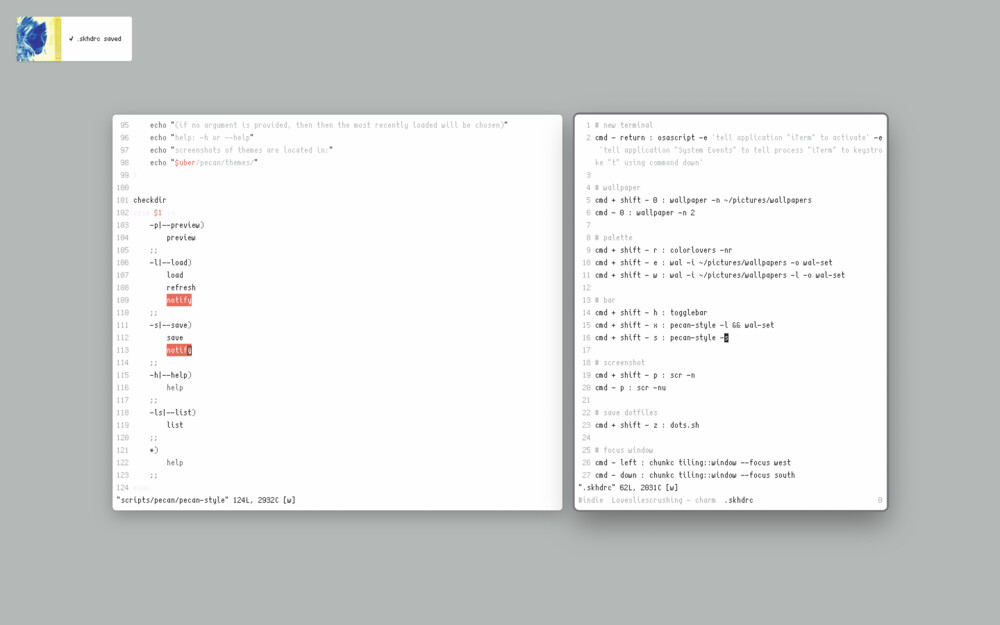 ✔ .skhdrc saved
95 echo "(if no argument is provided, then then the most recently loaded will be chosen)"
96 echo "help: -h or --help"
97 echo "screenshots of themes are located in:"
98 echo "$uber/pecan/themes/"
99
100
101 checkdir
102 $1
103 -p|--preview)
104 preview
105 ;;
106 -l|--load)
107 load
108 refresh
109 notify
110 ;;
111 -s|--save)
112 save
113 notify
114 ;;
115 -h|--help)
116 help
117 ;;
118 -ls|--list)
119 list
120 ;;
121 *)
122 help
123 ;;
124
"scripts/pecan/pecan-style" 124L, 2932C [w]
1 # new terminal
2 cmd - return : osascript -e 'tell application "iTerm" to activate' -e
'tell application "System Events" to tell process "iTerm" to keystro
ke "t" using command down'
3
4 # wallpaper
5 cmd + shift - 0 : wallpaper -n ~/pictures/wallpapers
6 cmd - 0 : wallpaper -n 2
7
8 # palette
9 cmd + shift - r : colorlovers -nr
10 cmd + shift - e : wal -i ~/pictures/wallpapers -o wal-set
11 cmd + shift - w : wal -i ~/pictures/wallpapers -l -o wal-set
12
13 # bar
14 cmd + shift - h : togglebar
15 cmd + shift - x : pecan-style -l && wal-set
16 cmd + shift - s : pecan-style -s
17
18 # screenshot
19 cmd + shift - p : scr -n
20 cmd - p : scr -nu
21
22 # save dotfiles
23 cmd + shift - z : dots.sh
24
25 # focus window
26 cmd - left : chunkc tiling::window --focus west
27 cmd - down : chunkc tiling::window --focus south
".skhdrc" 62L, 2031C [w]
#indie Lovesliescrushing - charm .skhdrc 0